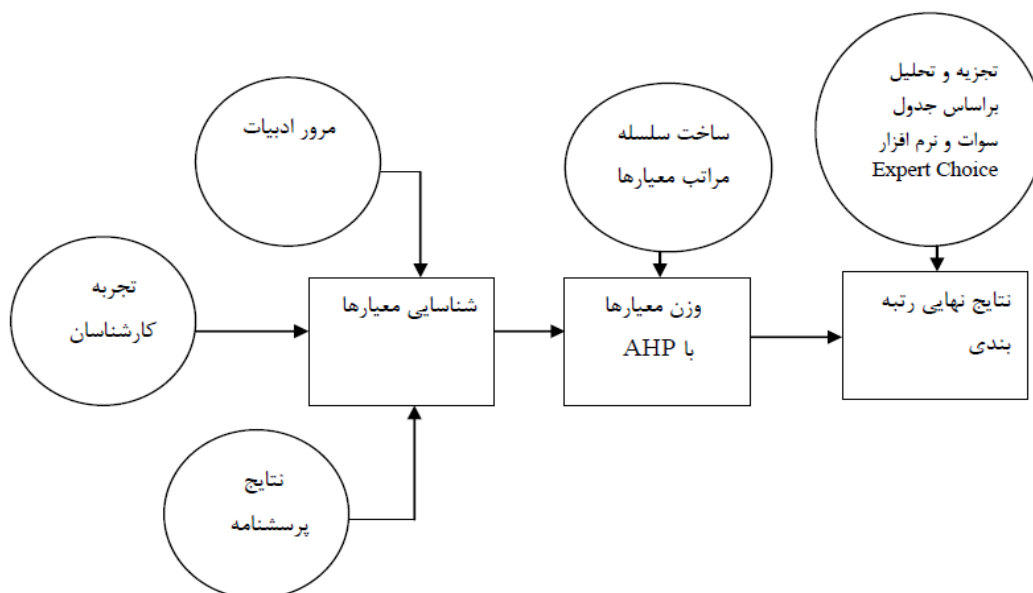 تجزیه و تحلیل
براساس جدول
سوات و نرم افزار
Expert Choice
مرور ادبیات
ساخت سلسله
مراتب معیارها
تجربه
کارشناسان
شناسایی معیارها
وزن معیارها
با AHP
نتایج نهایی رتبه
بندی
نتایج
پرسشنامه